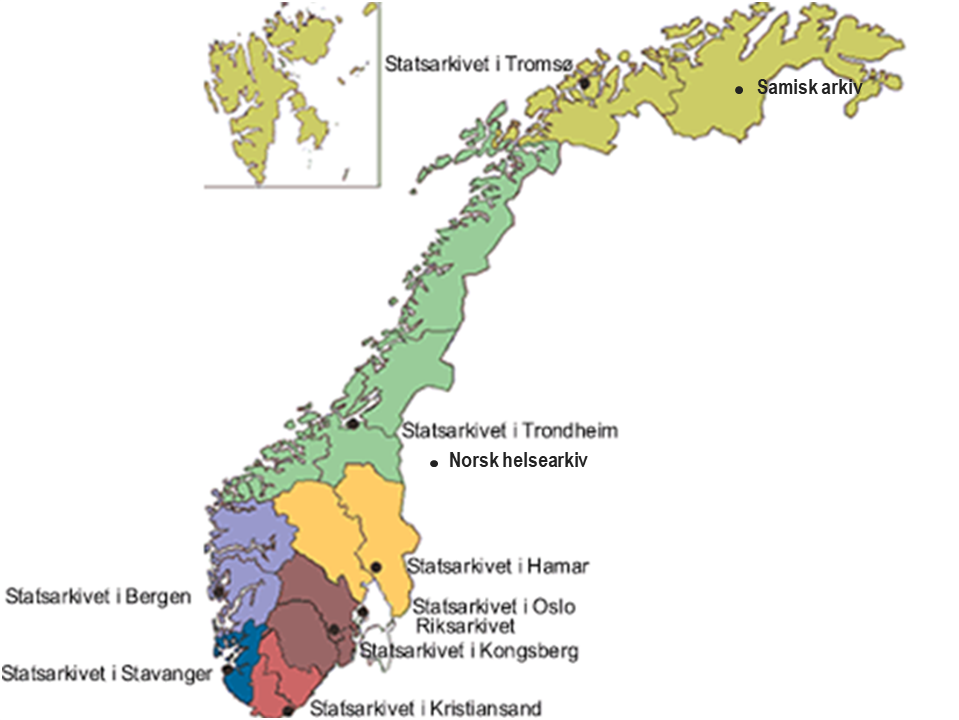 Statsarkivet i Tromsø
Samisk arkiv
Statsarkivet i Trondheim
Norsk helsearkiv
Statsarkivet i Hamar
Statsarkivet i Bergen
Statsarkivet i Oslo
Riksarkivet
Statsarkivet i Kongsberg
Statsarkivet i Stavanger
Statsarkivet i Kristiansand